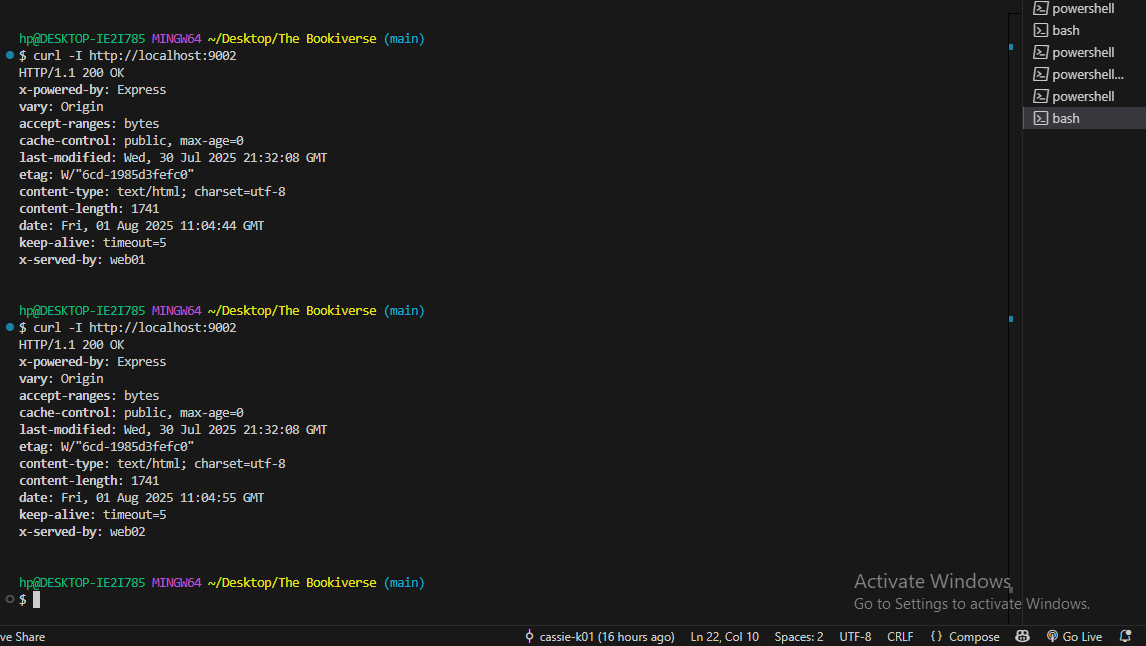 hp@DESKTOP-IE2I785 MINGW64 ~/Desktop/The Bookiverse (main)
$ curl -I http://localhost:9002
HTTP/1.1 200 OK
x-powered-by: Express
vary: Origin
accept-ranges: bytes
cache-control: public, max-age=0
last-modified: Wed, 30 Jul 2025 21:32:08 GMT
etag: W/"6cd-1985d3fefc0"
content-type: text/html; charset=utf-8
content-length: 1741
date: Fri, 01 Aug 2025 11:04:44 GMT
keep-alive: timeout=5
x-served-by: web01
hp@DESKTOP-IE2I785 MINGW64 ~/Desktop/The Bookiverse (main)
$ curl -I http://localhost:9002
HTTP/1.1 200 OK
x-powered-by: Express
vary: Origin
accept-ranges: bytes
cache-control: public, max-age=0
last-modified: Wed, 30 Jul 2025 21:32:08 GMT
etag: W/"6cd-1985d3fefc0"
content-type: text/html; charset=utf-8
content-length: 1741
date: Fri, 01 Aug 2025 11:04:55 GMT
keep-alive: timeout=5
x-served-by: web02
hp@DESKTOP-IE2I785 MINGW64 ~/Desktop/The Bookiverse (main)
$
powershell
bash
powershell
powershell...
powershell
bash
Activate Windows
Go to Settings to activate Windows.
ve Share cassie-k01 (16 hours ago) Ln 22, Col 10 Spaces: 2 UTF-8 CRLF {} Compose Go Live